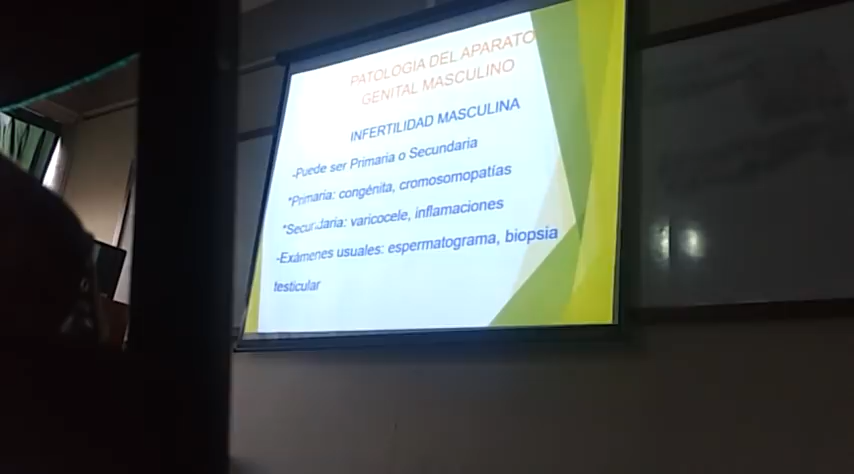 PATOLOGIA DEL APARATO
GENITAL MASCULINO
INFERTILIDAD MASCULINA
-Puede ser Primaria o Secundaria
*Primaria: congénita, cromosomopatías
*Secundaria: varicocele, inflamaciones
-Exámenes usuales: espermatograma, biopsia
testicular